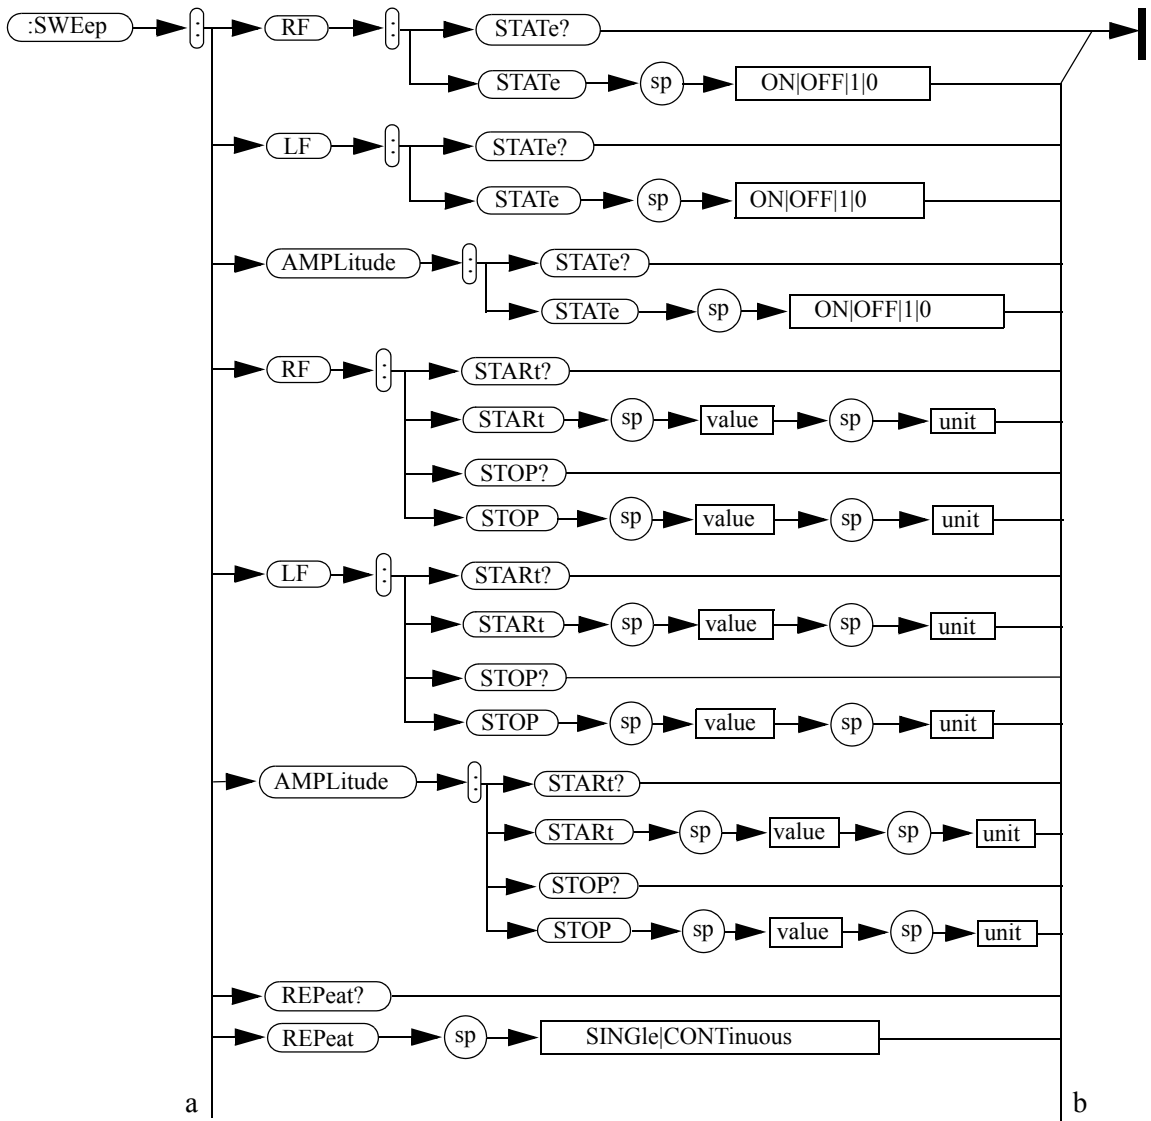 :SWEep : RF : STATe?
STATe sp ON|OFF|1|0
LF : STATe?
STATe sp ON|OFF|1|0
AMPLitude : STATe?
STATe sp ON|OFF|1|0
RF : STARt?
STARt sp value sp unit
STOP?
STOP sp value sp unit
LF : STARt?
STARt sp value sp unit
STOP?
STOP sp value sp unit
AMPLitude : STARt?
STARt sp value sp unit
STOP?
STOP sp value sp unit
REPeat?
REPeat sp SINGle|CONTinuous
a b